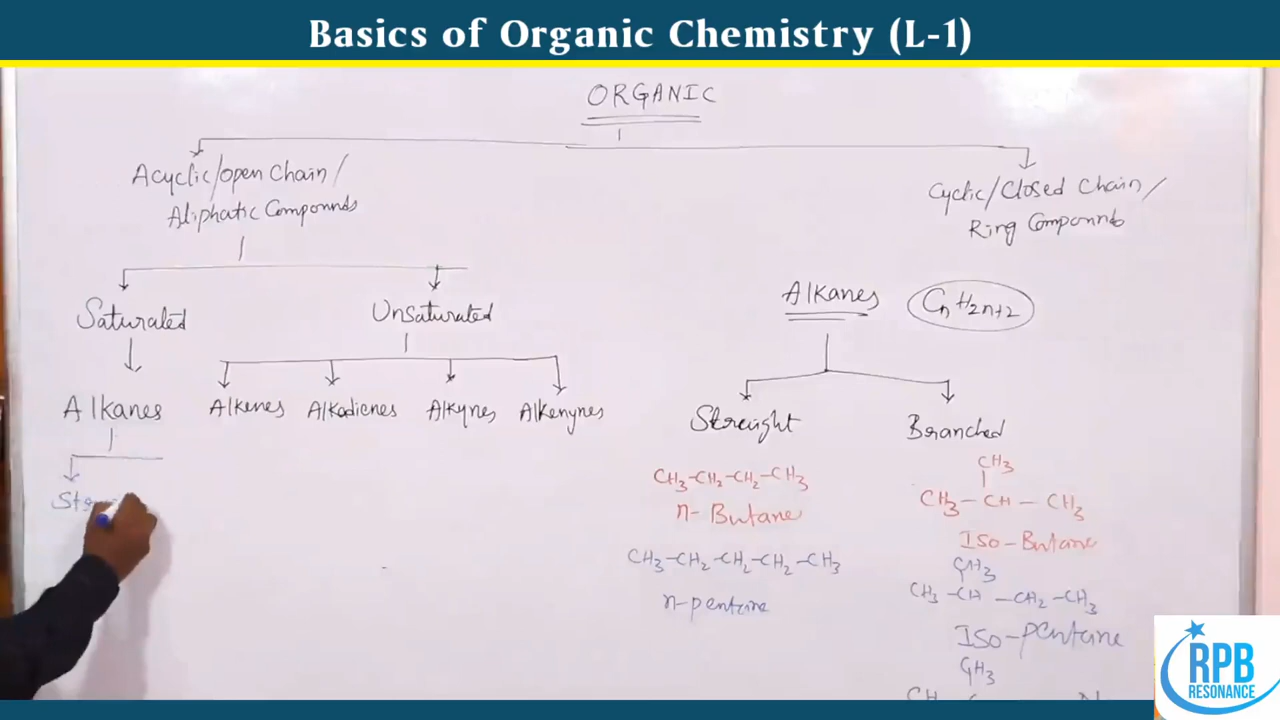 Basics of Organic Chemistry (L-1)
ORGANIC
Acyclic/open Chain/
Aliphatic Compounds
Cyclic/Closed Chain/
Ring Compounds
Saturated
Unsaturated
Alkanes
Alkenes
Alkadienes
Alkynes
Alkenynes
Alkanes CnH2n+2
Streight
Branched
CH3-CH2-CH2-CH3
n-Butane
CH3-CH2-CH2-CH2-CH3
n-pentane
CH3
CH3-CH-CH3
Iso-Butane
CH3
CH3-CH-CH2-CH3
Iso-Pentane
CH3
CH
RPB
RESONANCE